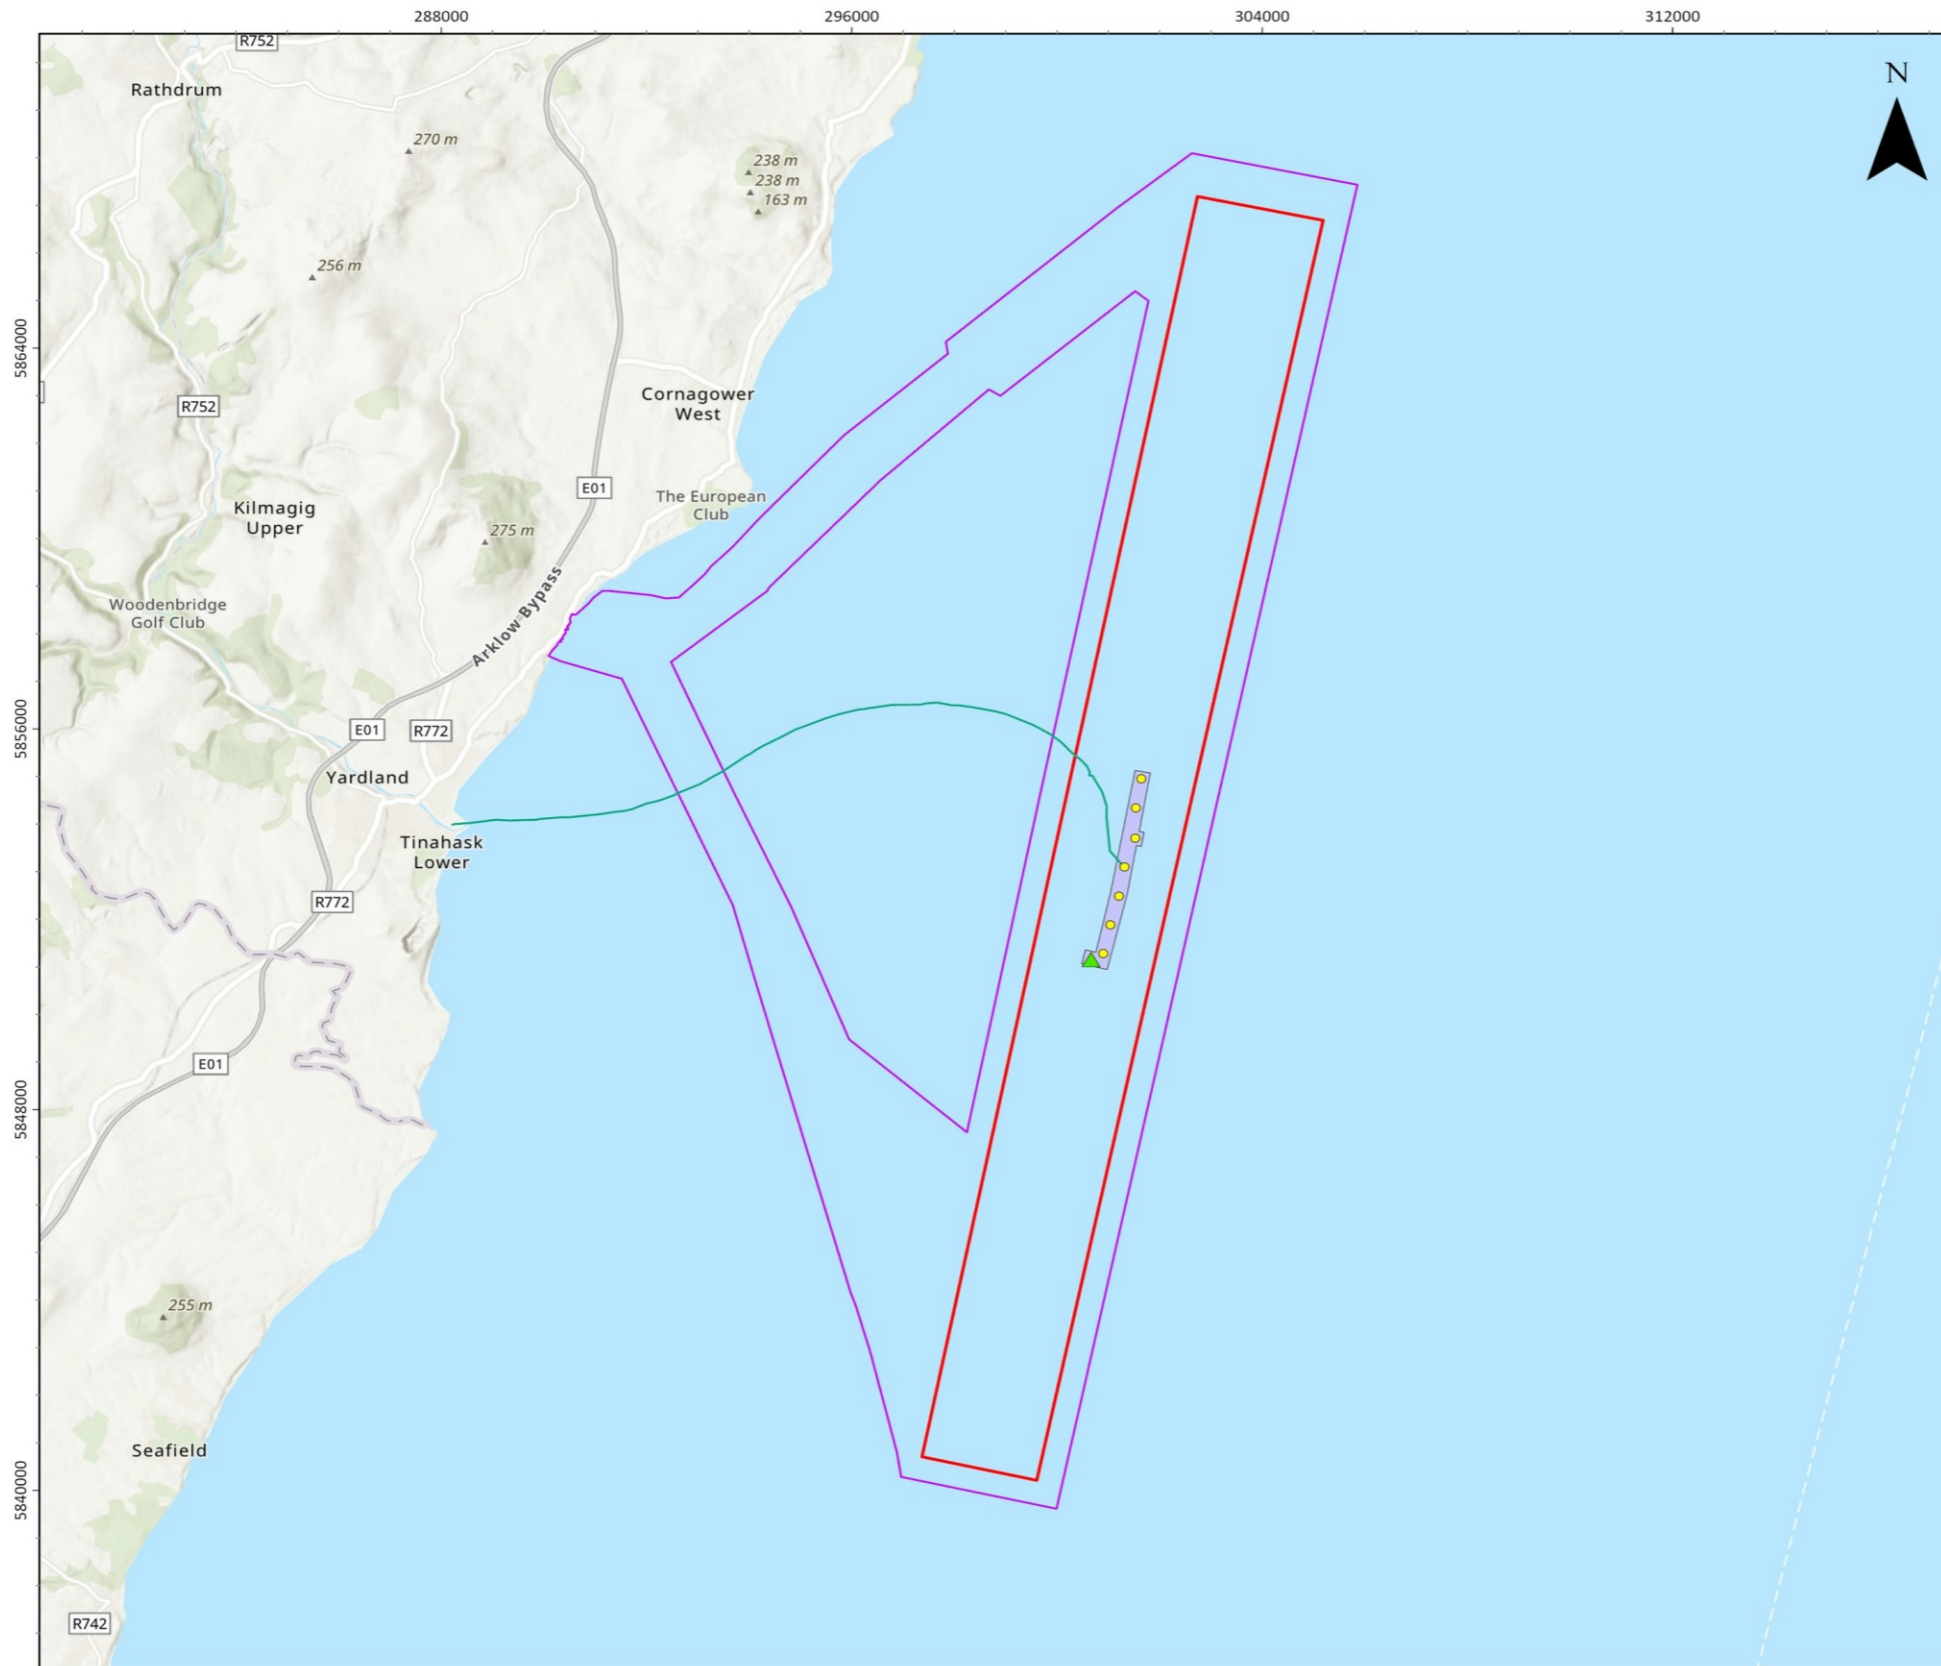 288000
296000
304000
312000
R752
N
Rathdrum
270 m
238 m
238 m
163 m
256 m
5864000
Cornagower
West
R752
E01
The European
Club
Kilmagig
Upper
275 m
Arklow Bypass
Woodenbridge
Golf Club
5856000
E01
R772
Yardland
Tinahask
Lower
R772
E01
5848000
255 m
Seafield
5840000
R742